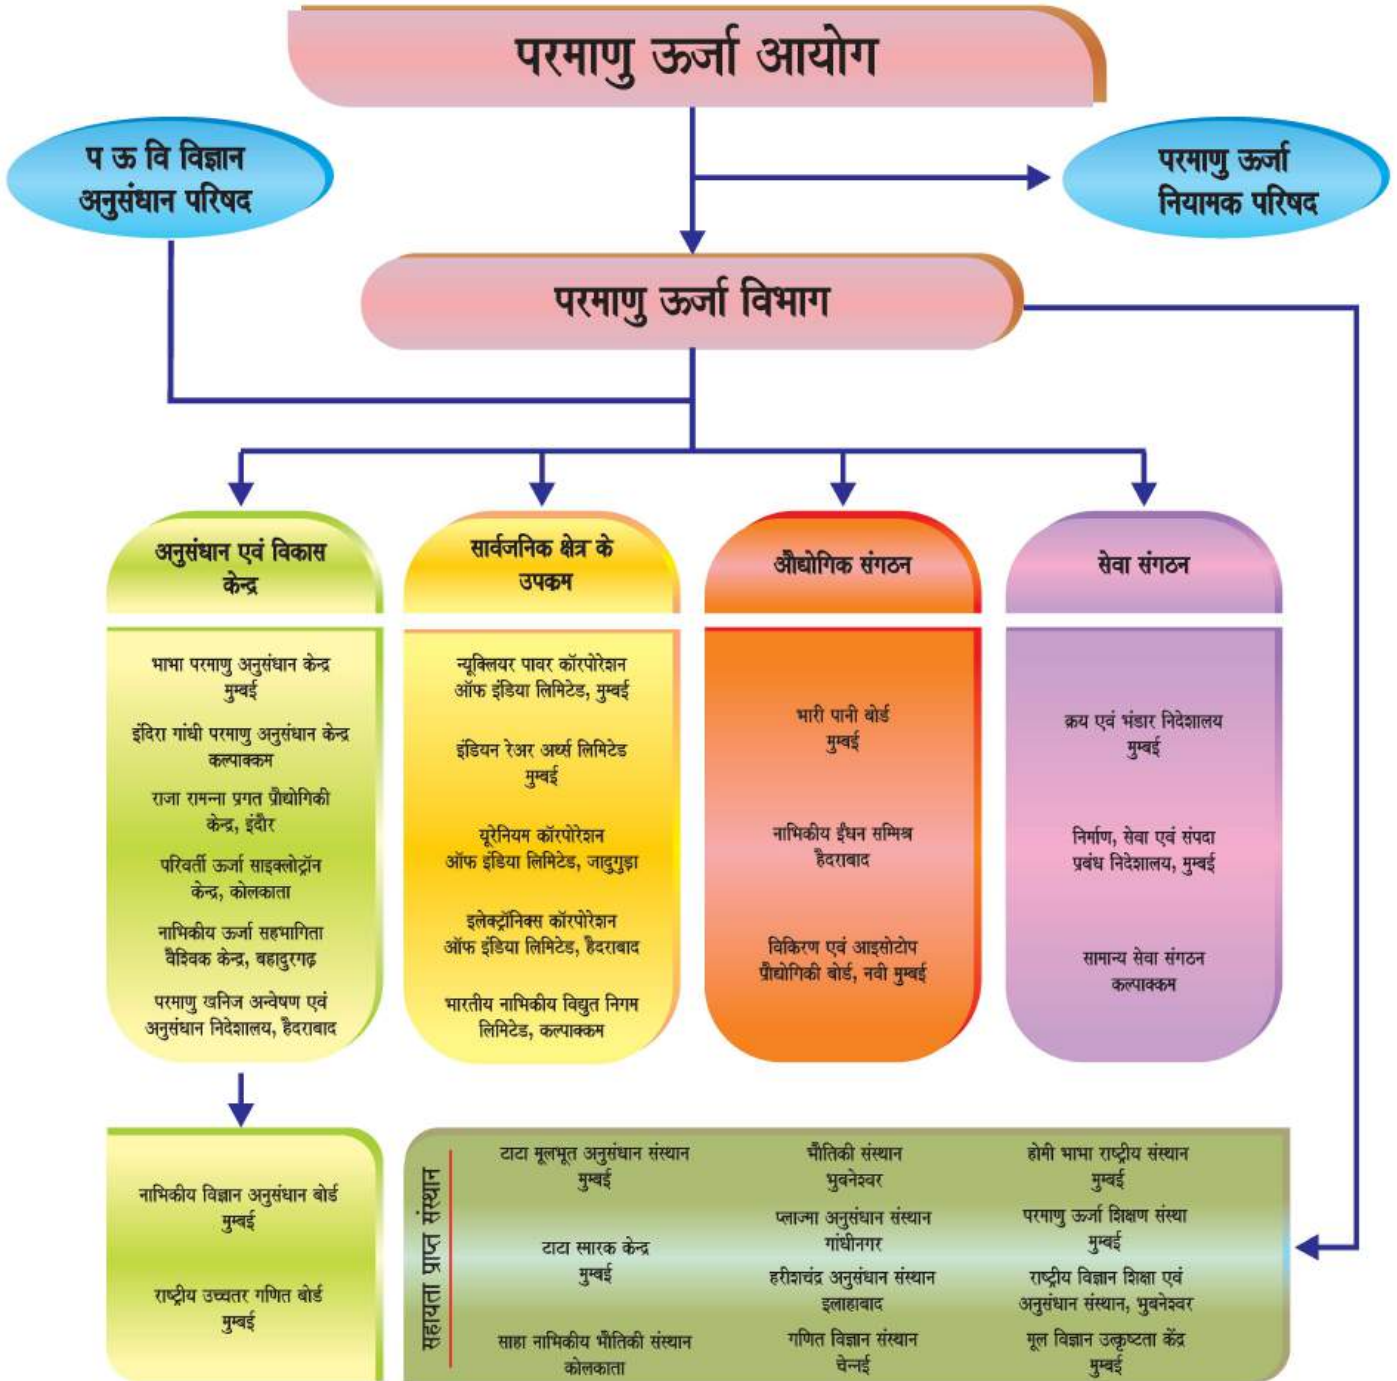 परमाणु ऊर्जा आयोग
प ऊ वि विज्ञान
अनुसंधान परिषद
परमाणु ऊर्जा
नियामक परिषद
परमाणु ऊर्जा विभाग
अनुसंधान एवं विकास
केन्द्र
भाभा परमाणु अनुसंधान केन्द्र
मुम्बई
इंदिरा गांधी परमाणु अनुसंधान केन्द्र
कल्पाक्कम
राजा रामन्ना प्रगत प्रौद्योगिकी
केन्द्र, इंदौर
परिवर्ती ऊर्जा साइक्लोट्रॉन
केन्द्र, कोलकाता
नाभिकीय ऊर्जा सहभागिता
वैश्विक केन्द्र, बहादुरगढ़
परमाणु खनिज अन्वेषण एवं
अनुसंधान निदेशालय, हैदराबाद
सार्वजनिक क्षेत्र के
उपक्रम
न्यूक्लियर पावर कॉरपोरेशन
ऑफ इंडिया लिमिटेड, मुम्बई
इंडियन रेअर अर्थ्स लिमिटेड
मुम्बई
यूरेनियम कॉरपोरेशन
ऑफ इंडिया लिमिटेड, जादुगुड़ा
इलेक्ट्रॉनिक्स कॉरपोरेशन
ऑफ इंडिया लिमिटेड, हैदराबाद
भारतीय नाभिकीय विद्युत निगम
लिमिटेड, कल्पाक्कम
औद्योगिक संगठन
भारी पानी बोर्ड
मुम्बई
नाभिकीय ईंधन सम्मिश्र
हैदराबाद
विकिरण एवं आइसोटोप
प्रौद्योगिकी बोर्ड, नवी मुम्बई
सेवा संगठन
क्रय एवं भंडार निदेशालय
मुम्बई
निर्माण, सेवा एवं संपदा
प्रबंध निदेशालय, मुम्बई
सामान्य सेवा संगठन
कल्पाक्कम
नाभिकीय विज्ञान अनुसंधान बोर्ड
मुम्बई
राष्ट्रीय उच्चतर गणित बोर्ड
मुम्बई
सहायता प्राप्त संस्थान
टाटा मूलभूत अनुसंधान संस्थान
मुम्बई
टाटा स्मारक केन्द्र
मुम्बई
साहा नाभिकीय भौतिकी संस्थान
कोलकाता
भौतिकी संस्थान
भुबनेश्वर
प्लाज्मा अनुसंधान संस्थान
गांधीनगर
हरीशचंद्र अनुसंधान संस्थान
इलाहाबाद
गणित विज्ञान संस्थान
चेन्नई
होमी भाभा राष्ट्रीय संस्थान
मुम्बई
परमाणु ऊर्जा शिक्षण संस्था
मुम्बई
राष्ट्रीय विज्ञान शिक्षा एवं
अनुसंधान संस्थान, भुबनेश्वर
मूल विज्ञान उत्कृष्टता केंद्र
मुम्बई